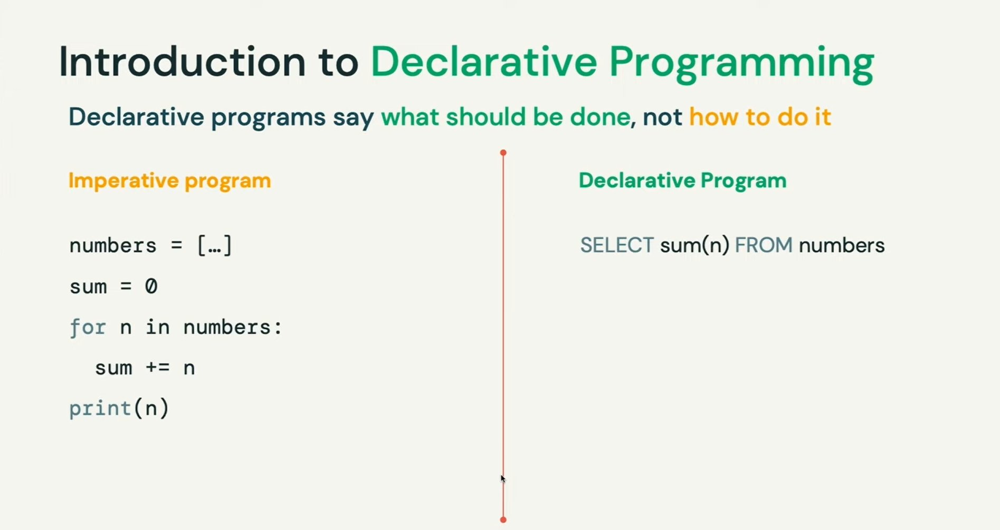 Introduction to Declarative Programming
Declarative programs say what should be done, not how to do it
Imperative program
numbers = […]
sum = 0
for n in numbers:
sum += n
print(n)
Declarative Program
SELECT sum(n) FROM numbers